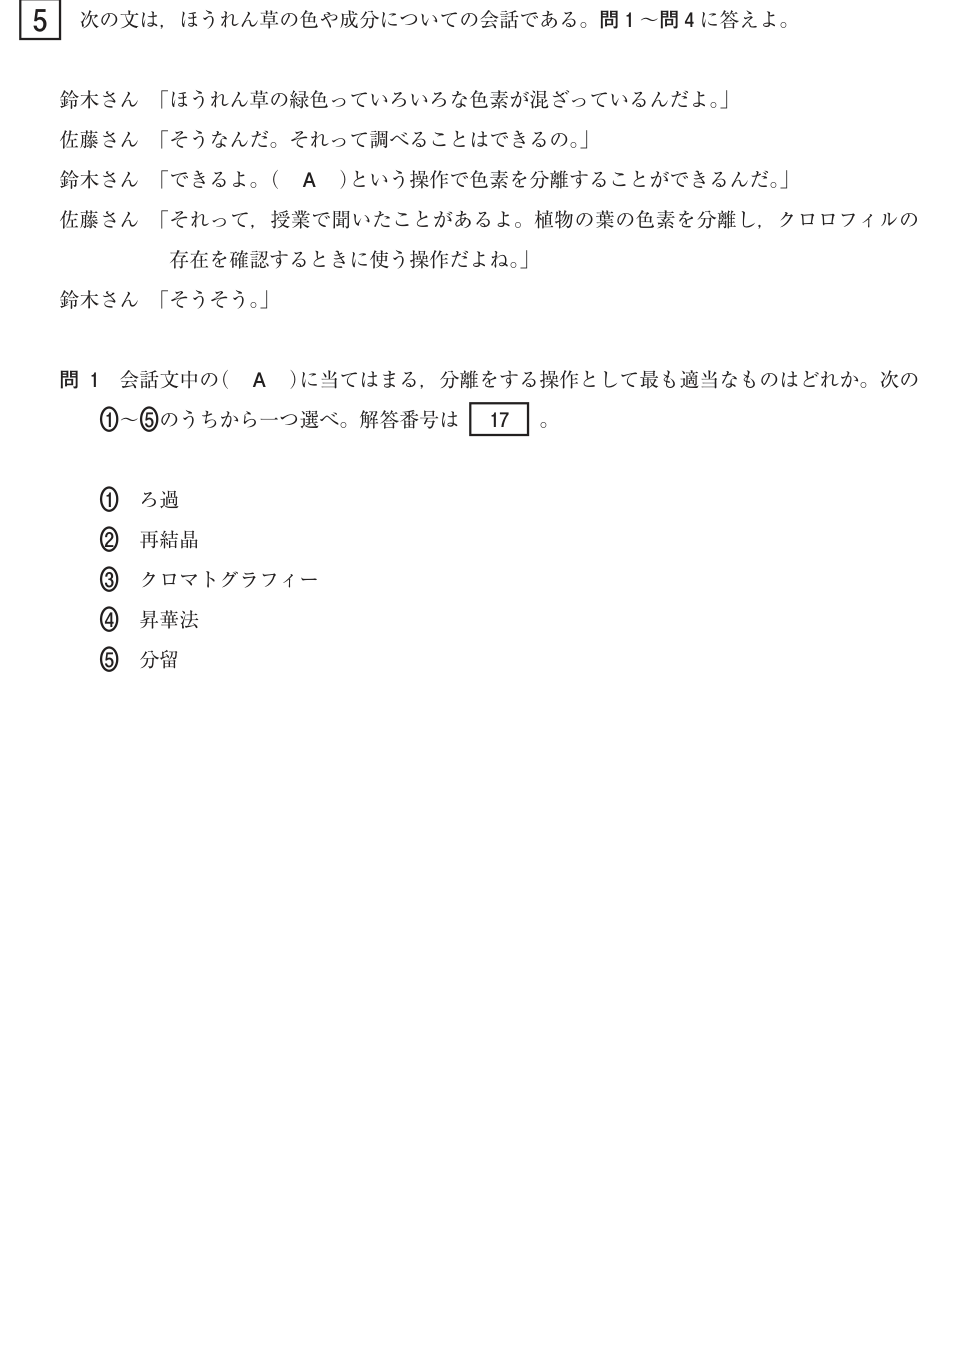 5 次の文は，ほうれん草の色や成分についての会話である。問1～問4に答えよ。
鈴木さん 「ほうれん草の緑色っていろいろな色素が混ざっているんだよ。」
佐藤さん 「そうなんだ。それって調べることはできるの。」
鈴木さん 「できるよ。（ A ）という操作で色素を分離することができるんだ。」
佐藤さん 「それって，授業で聞いたことがあるよ。植物の葉の色素を分離し，クロロフィルの
存在を確認するときに使う操作だよね。」
鈴木さん 「そうそう。」
問1 会話文中の（ A ）に当てはまる，分離をする操作として最も適当なものはどれか。次の
①～⑤のうちから一つ選べ。解答番号は 17 。
① ろ過
② 再結晶
③ クロマトグラフィー
④ 昇華法
⑤ 分留